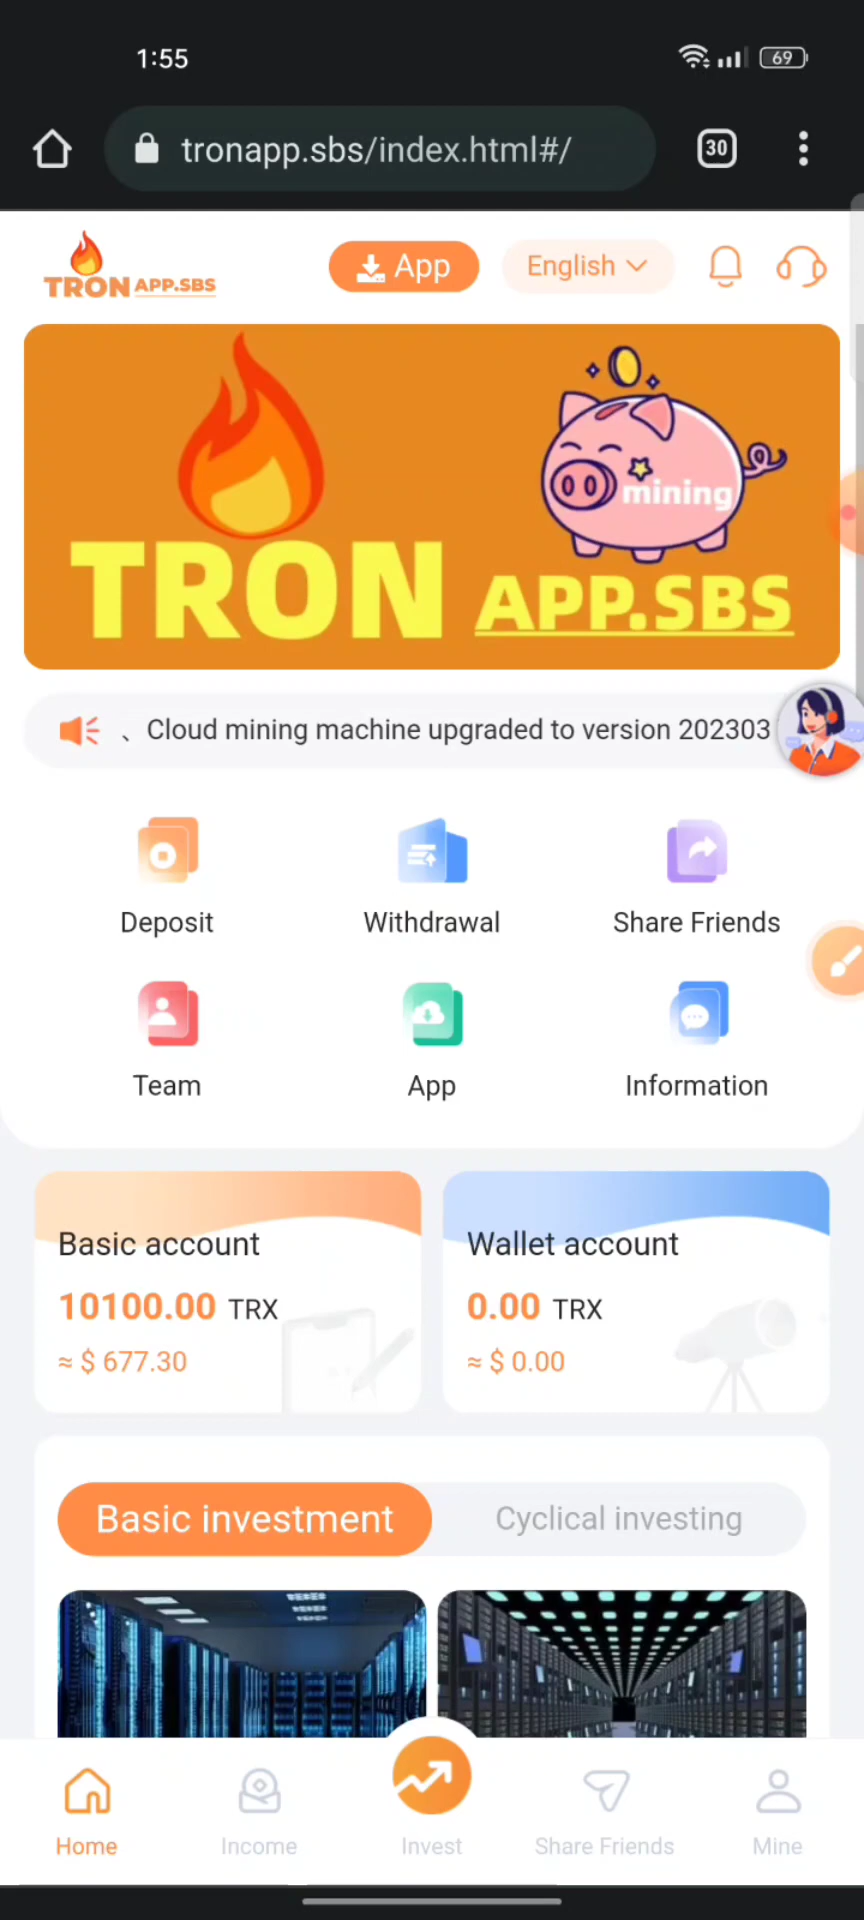 1:55
69
tronapp.sbs/index.html#/
30
TRON APP.SBS
App
English
mining
TRON APP.SBS
、Cloud mining machine upgraded to version 202303
Deposit
Withdrawal
Share Friends
Team
App
Information
Basic account
Wallet account
10100.00 TRX
0.00 TRX
≈ $ 677.30
≈ $ 0.00
Basic investment
Cyclical investing
Home
Income
Invest
Share Friends
Mine